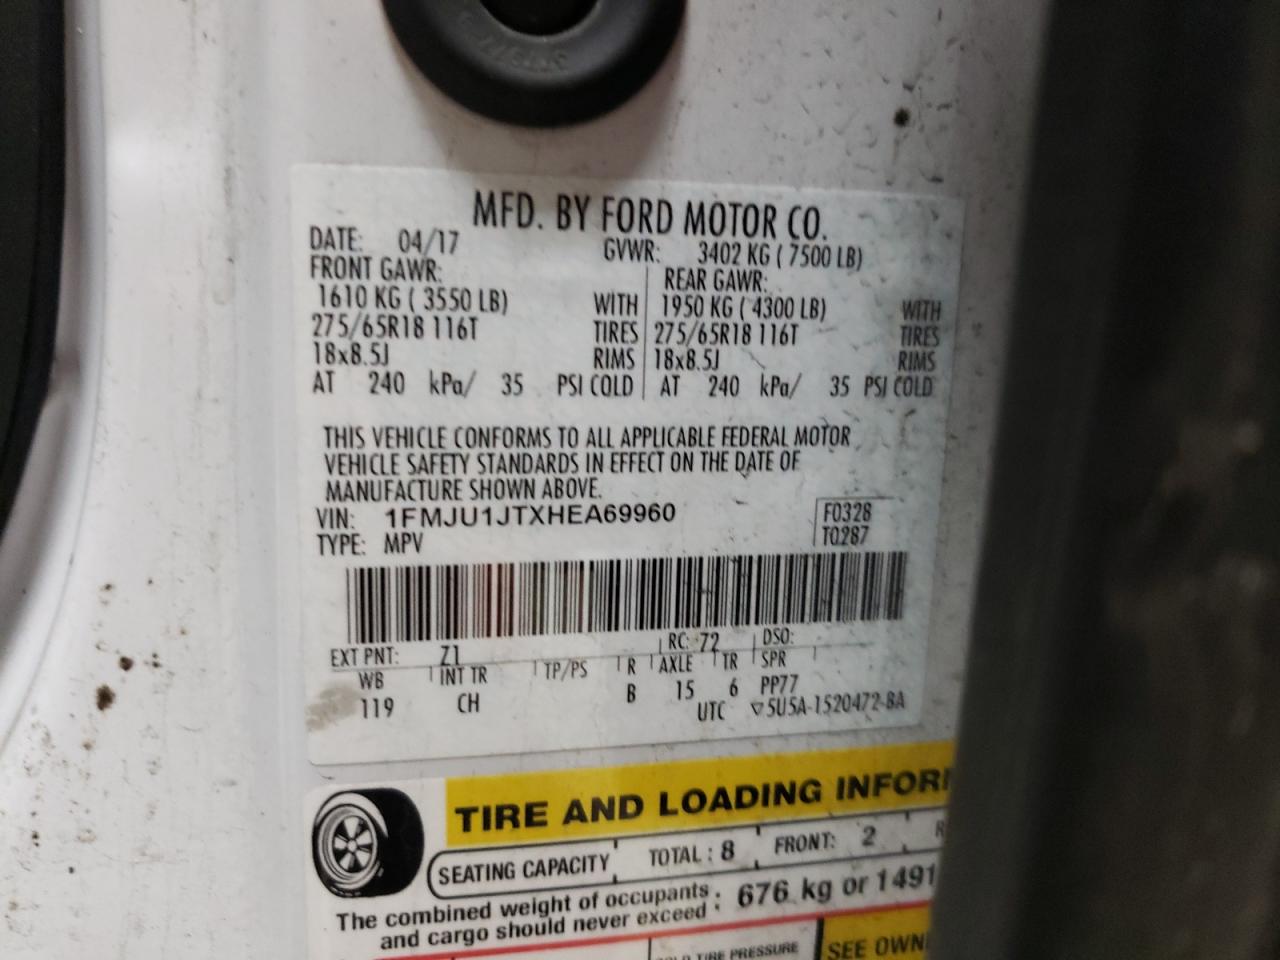 MFD. BY FORD MOTOR CO.
DATE: 04/17 GVWR: 3402 KG ( 7500 LB)
FRONT GAWR: REAR GAWR:
1610 KG ( 3550 LB) WITH 1950 KG ( 4300 LB) WITH
275/65R18 116T TIRES 275/65R18 116T TIRES
18x8.5J RIMS 18x8.5J RIMS
AT 240 kPa/ 35 PSI COLD AT 240 kPa/ 35 PSI COLD
THIS VEHICLE CONFORMS TO ALL APPLICABLE FEDERAL MOTOR
VEHICLE SAFETY STANDARDS IN EFFECT ON THE DATE OF
MANUFACTURE SHOWN ABOVE.
VIN: 1FMJU1JTXHEA69960 F0328
TYPE: MPV T0287
EXT PNT: Z1 RC: 72 DSO:
WB INT TR TP/PS R AXLE TR SPR
119 CH B 15 6 PP77
UTC ▽5U5A-1520472-BA
TIRE AND LOADING INFOR
SEATING CAPACITY TOTAL : 8 FRONT: 2 R
The combined weight of occupants : 676 kg or 1491
and cargo should never exceed :
TIRE PRESSURE SEE OWN